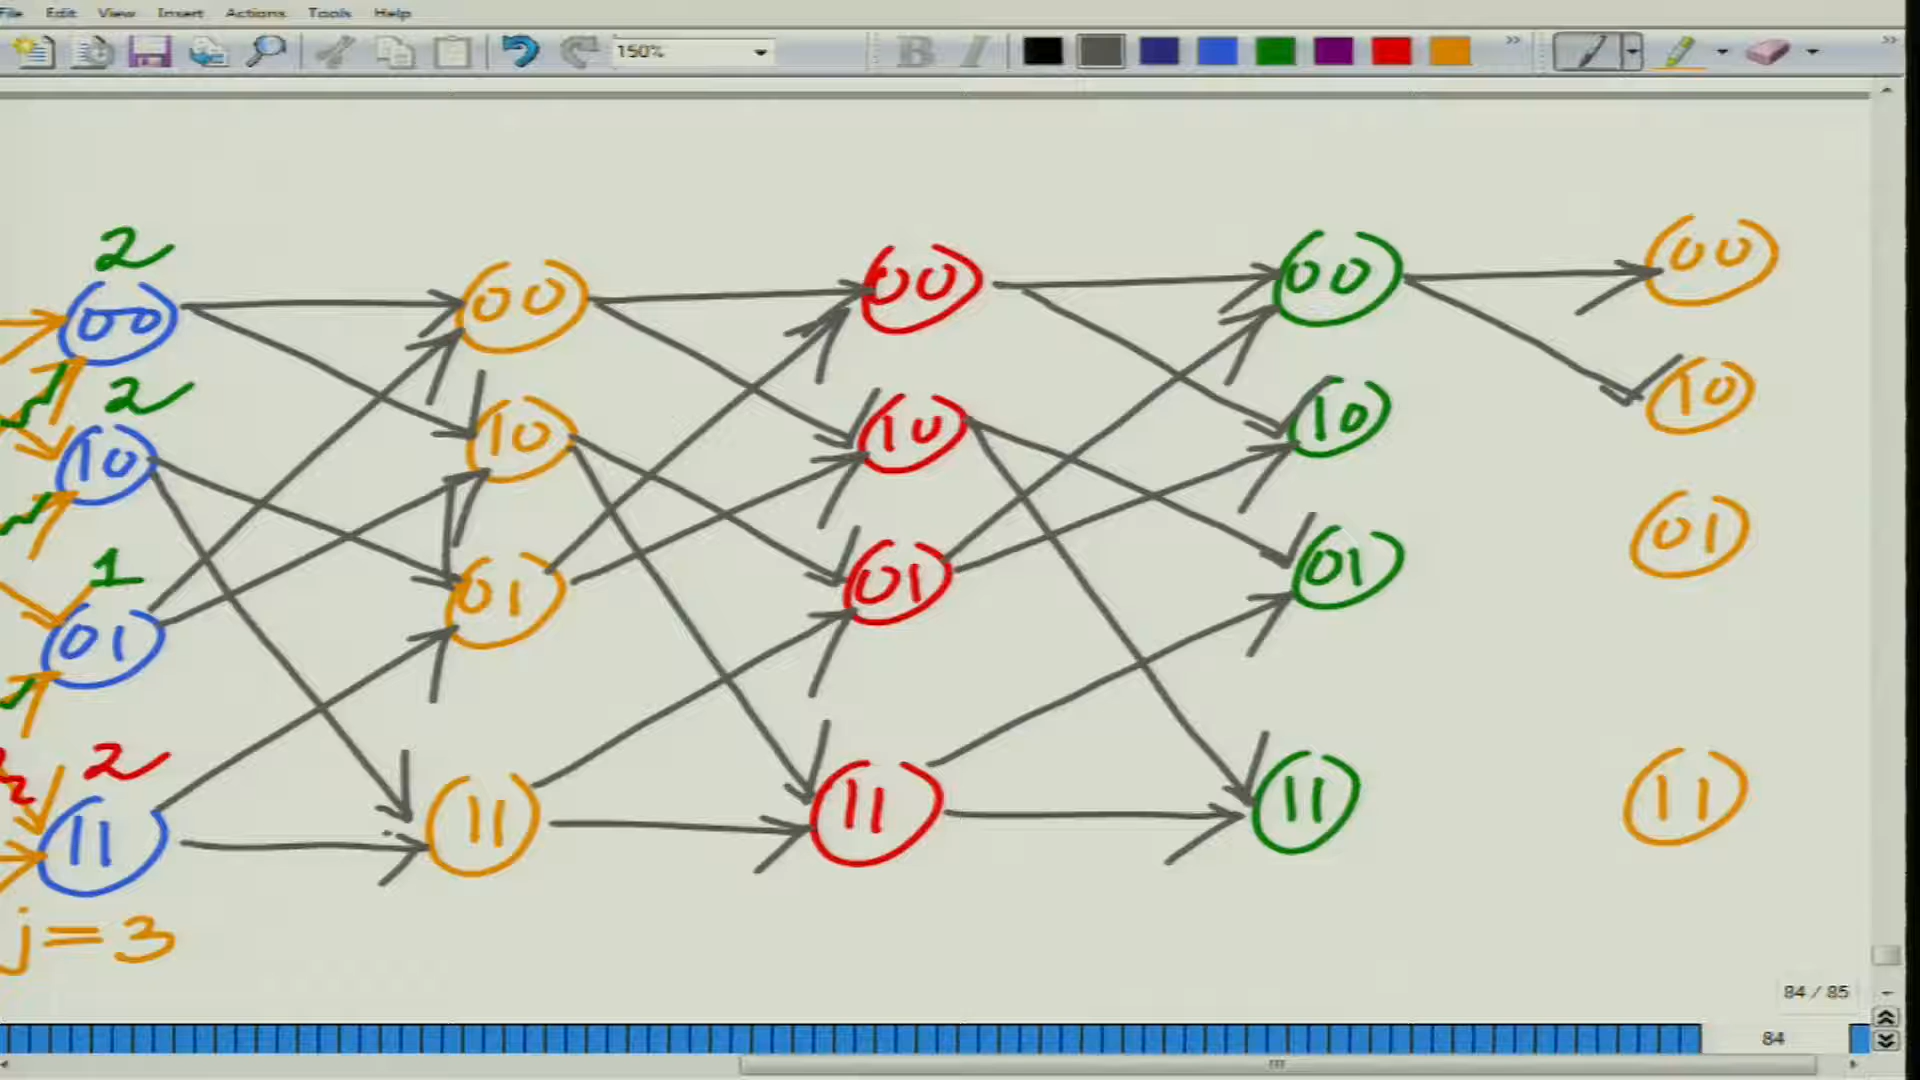 File Edit View Insert Actions Tools Help
150% B I
2
00 00 00 00 00
2
10 10 10 10 10
1
01 01 01 01 01
2 2
11 11 11 11 11
j=3
84 / 85
84